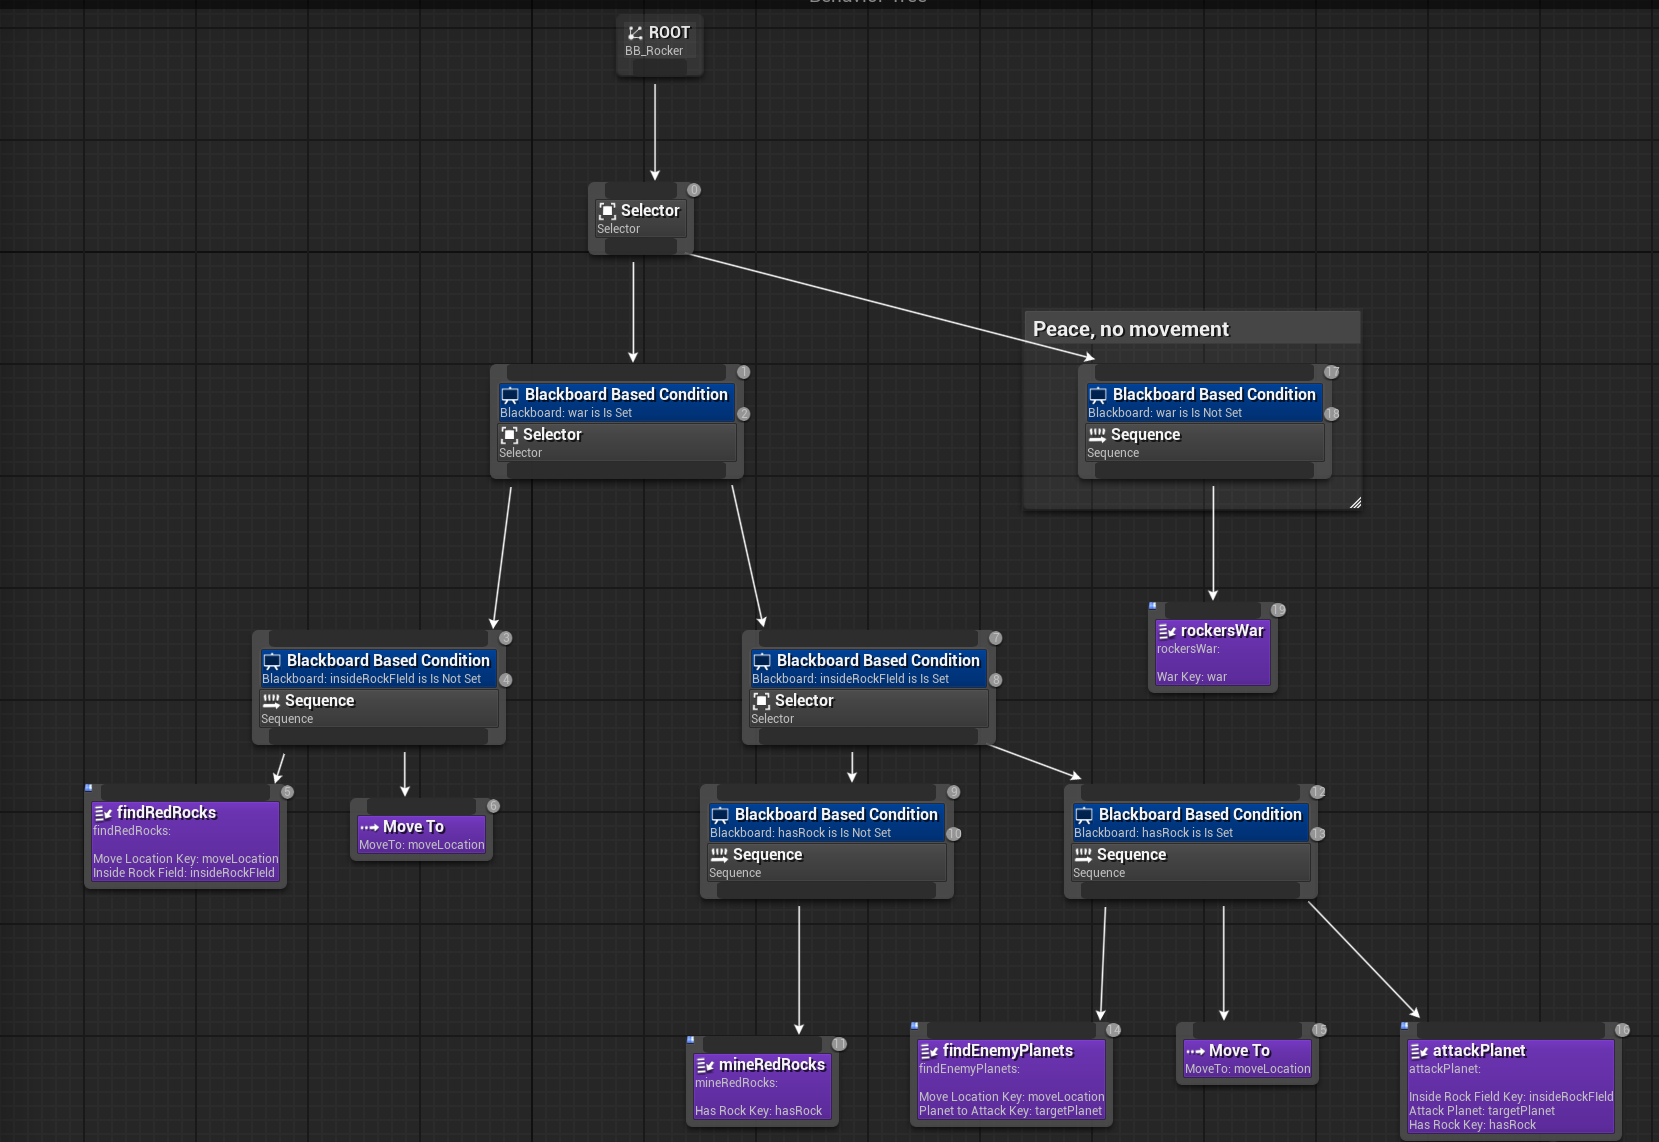 ROOT
BB_Rocker
0
Selector
Selector
Peace, no movement
1
Blackboard Based Condition
Blackboard: war is Is Set
2
Selector
Selector
17
Blackboard Based Condition
Blackboard: war is Is Not Set
18
Sequence
Sequence
3
Blackboard Based Condition
Blackboard: insideRockFIeld is Is Not Set
4
Sequence
Sequence
7
Blackboard Based Condition
Blackboard: insideRockFIeld is Is Set
8
Selector
Selector
19
rockersWar
rockersWar:
War Key: war
5
findRedRocks
findRedRocks:
Move Location Key: moveLocation
Inside Rock Field: insideRockFIeld
6
Move To
MoveTo: moveLocation
9
Blackboard Based Condition
Blackboard: hasRock is Is Not Set
10
Sequence
Sequence
12
Blackboard Based Condition
Blackboard: hasRock is Is Set
13
Sequence
Sequence
11
mineRedRocks
mineRedRocks:
Has Rock Key: hasRock
14
findEnemyPlanets
findEnemyPlanets:
Move Location Key: moveLocation
Planet to Attack Key: targetPlanet
15
Move To
MoveTo: moveLocation
16
attackPlanet
attackPlanet:
Inside Rock Field Key: insideRockFIeld
Attack Planet: targetPlanet
Has Rock Key: hasRock